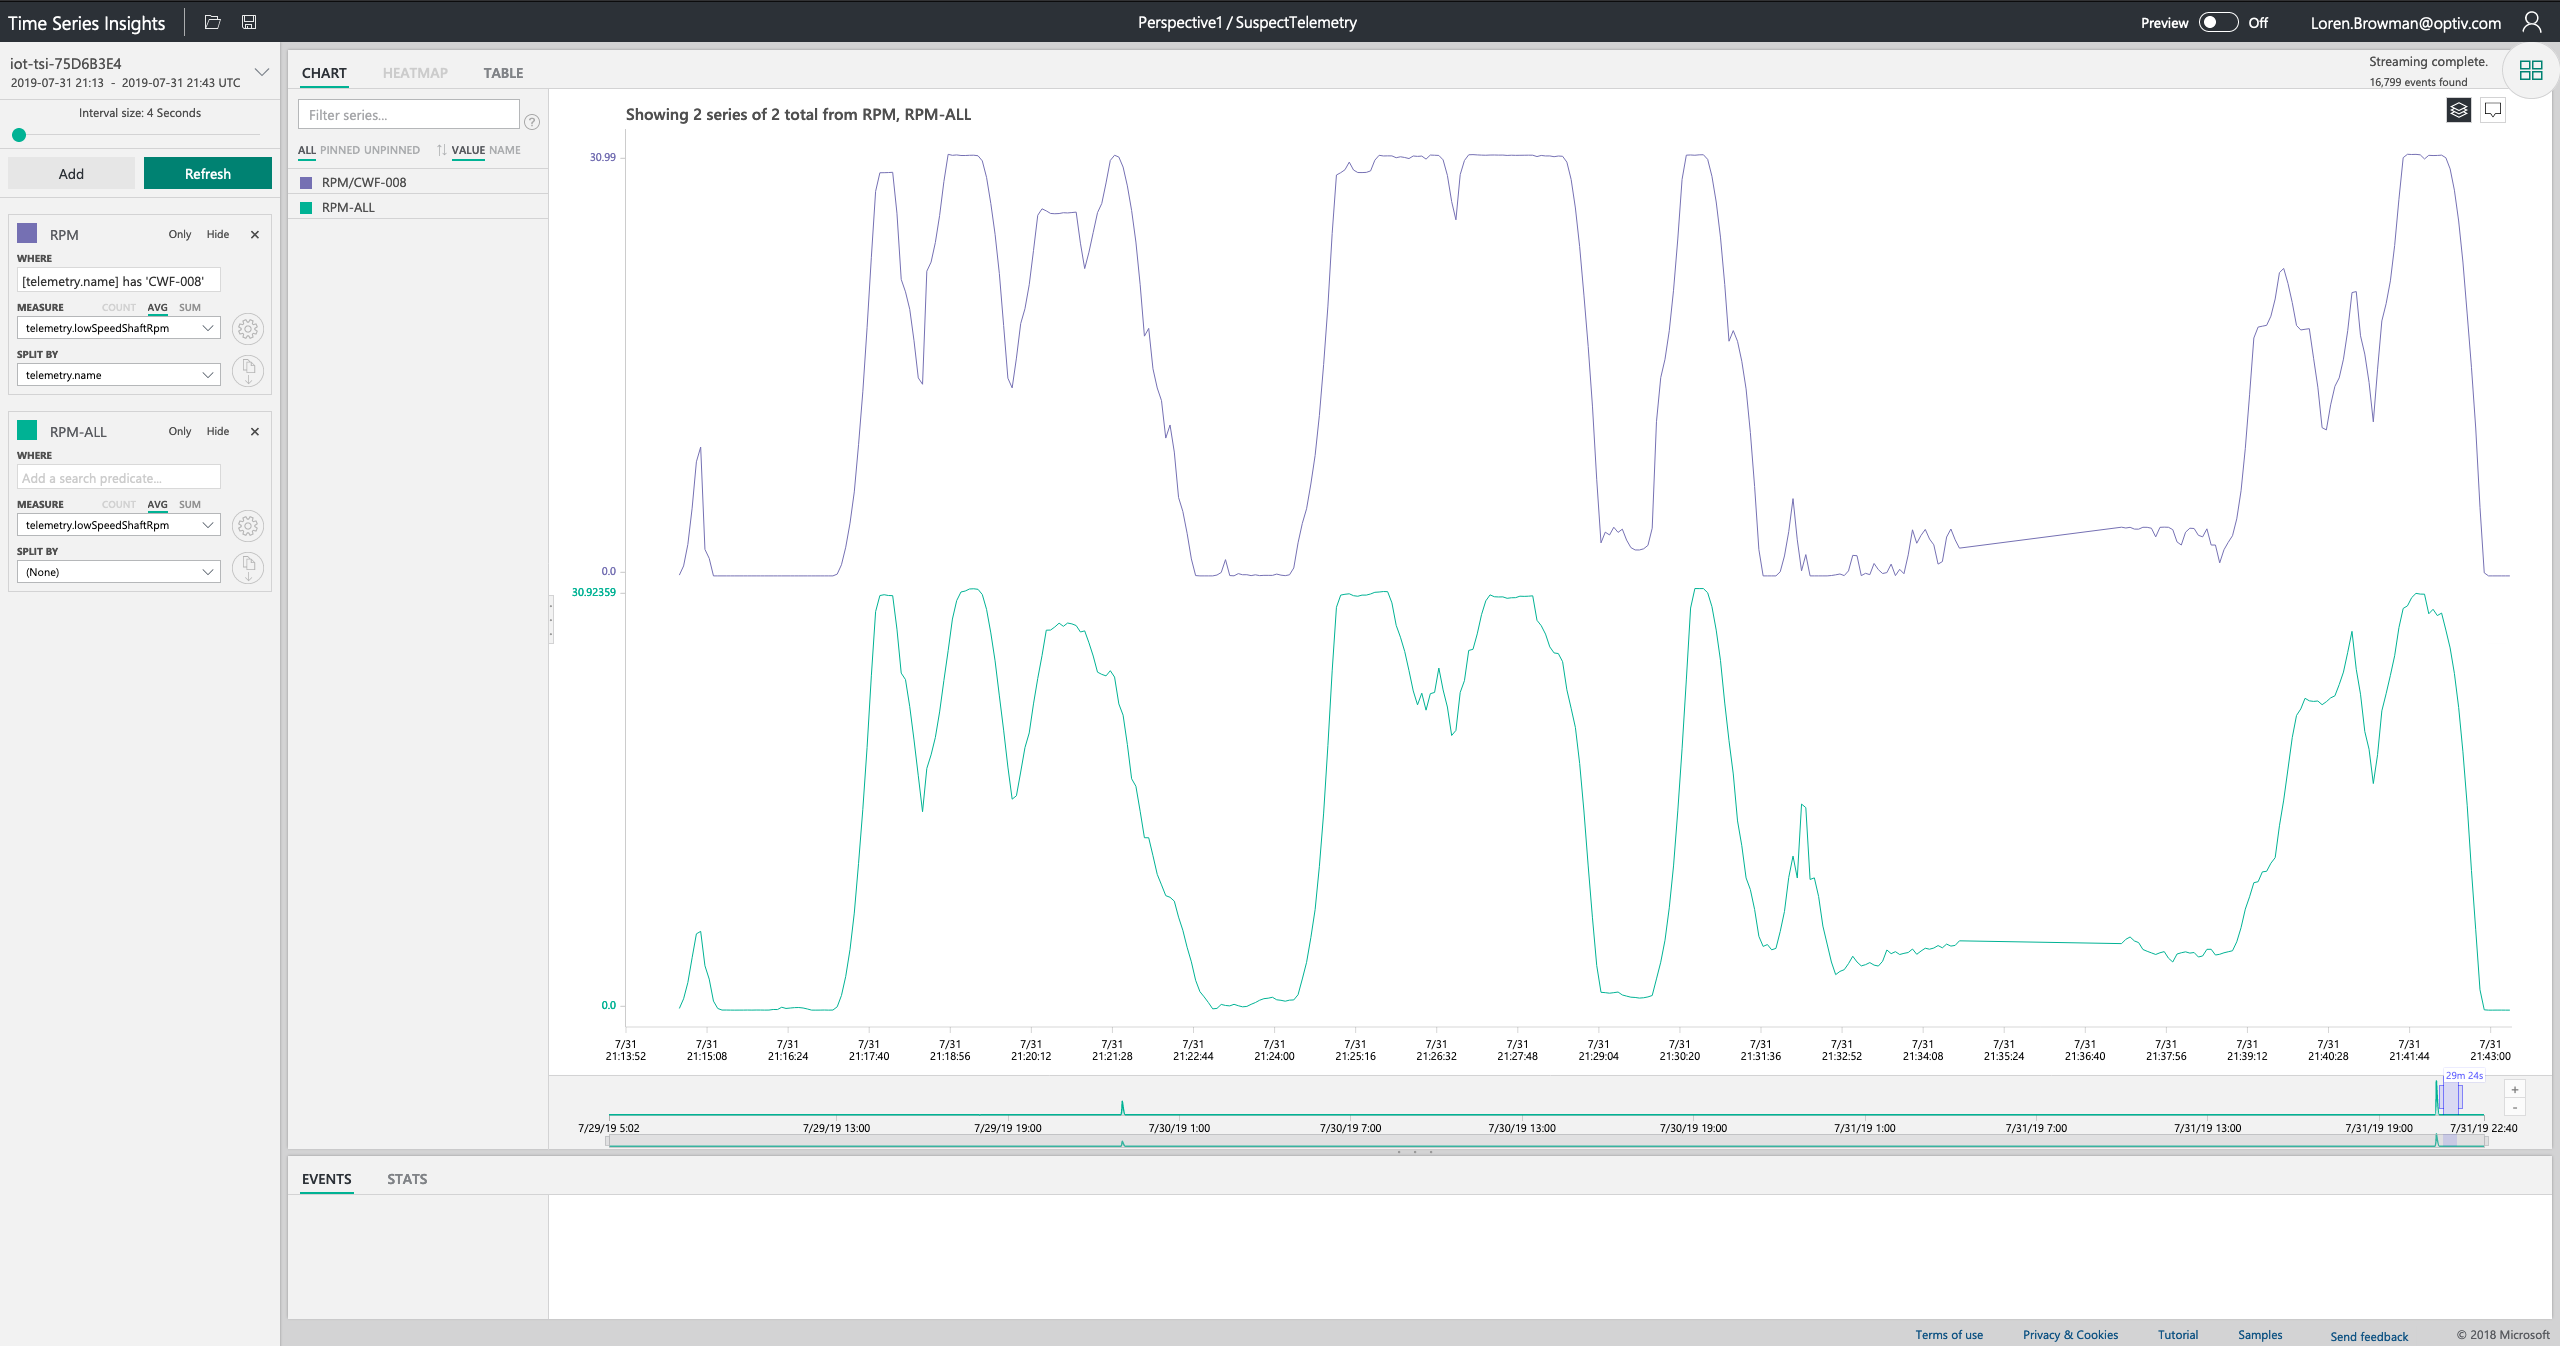 Time Series Insights
Perspective1 / SuspectTelemetry
Preview Off
Loren.Browman@optiv.com
iot-tsi-75D6B3E4
2019-07-31 21:13 - 2019-07-31 21:43 UTC
Interval size: 4 Seconds
Add Refresh
RPM Only Hide ×
WHERE
[telemetry.name] has 'CWF-008'
MEASURE COUNT AVG SUM
telemetry.lowSpeedShaftRpm
SPLIT BY
telemetry.name
RPM-ALL Only Hide ×
WHERE
Add a search predicate...
MEASURE COUNT AVG SUM
telemetry.lowSpeedShaftRpm
SPLIT BY
(None)
CHART HEATMAP TABLE
Streaming complete.
16,799 events found
Filter series...
?
ALL PINNED UNPINNED VALUE NAME
RPM/CWF-008
RPM-ALL
Showing 2 series of 2 total from RPM, RPM-ALL
30.99
0.0
30.92359
0.0
7/31 7/31 7/31 7/31 7/31 7/31 7/31 7/31 7/31 7/31 7/31 7/31 7/31 7/31 7/31 7/31 7/31 7/31 7/31 7/31 7/31 7/31 7/31 7/31
21:13:52 21:15:08 21:16:24 21:17:40 21:18:56 21:20:12 21:21:28 21:22:44 21:24:00 21:25:16 21:26:32 21:27:48 21:29:04 21:30:20 21:31:36 21:32:52 21:34:08 21:35:24 21:36:40 21:37:56 21:39:12 21:40:28 21:41:44 21:43:00
29m 24s
+
-
7/29/19 5:02 7/29/19 13:00 7/29/19 19:00 7/30/19 1:00 7/30/19 7:00 7/30/19 13:00 7/30/19 19:00 7/31/19 1:00 7/31/19 7:00 7/31/19 13:00 7/31/19 19:00 7/31/19 22:40
EVENTS STATS
Terms of use Privacy & Cookies Tutorial Samples Send feedback © 2018 Microsoft